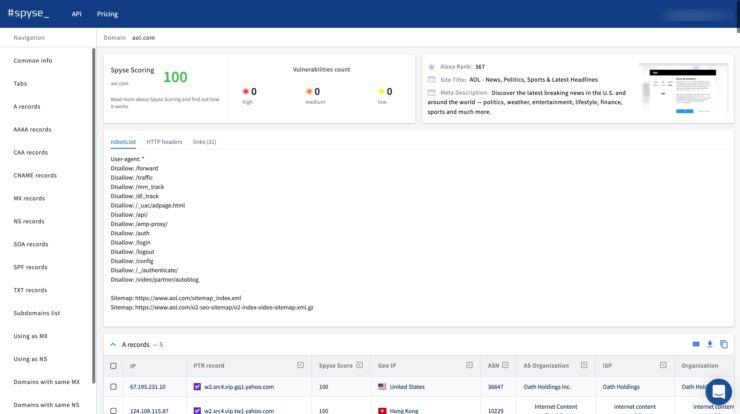 #spyse_
API
Pricing
Navigation
Common info
Tabs
A records
AAAA records
CAA records
CNAME records
MX records
NS records
SOA records
SPF records
TXT records
Subdomains list
Using as MX
Using as NS
Domains with same MX
Domains with same NS
Domain aol.com
Spyse Scoring
100
aol.com
Read more about Spyse Scoring and find out how
it works
Vulnerabilities count
0
high
0
medium
0
low
Alexa Rank: 367
Site Title: AOL - News, Politics, Sports & Latest Headlines
Meta Description: Discover the latest breaking news in the U.S. and
around the world — politics, weather, entertainment, lifestyle, finance,
sports and much more.
robots.txt HTTP headers links (31)
User-agent: *
Disallow: /forward
Disallow: /traffic
Disallow: /mm_track
Disallow: /dl_track
Disallow: /_uac/adpage.html
Disallow: /api/
Disallow: /amp-proxy/
Disallow: /auth
Disallow: /login
Disallow: /logout
Disallow: /config
Disallow: /_/authenticate/
Disallow: /video/partner/autoblog
Sitemap: https://www.aol.com/sitemap_index.xml
Sitemap: https://www.aol.com/o2-seo-sitemap/o2-index-video-sitemap.xml.gz
A records — 5
IP PTR record Spyse Score Geo IP ASN AS Organization ISP Organization
67.195.231.10 w2.src4.vip.gq1.yahoo.com 100 United States 36647 Oath Holdings Inc. Oath Holdings Oath Hold
124.108.115.87 w2.src4.vip.tw1.yahoo.com 100 Hong Kong 10229 Internet Content Internet content Internet co